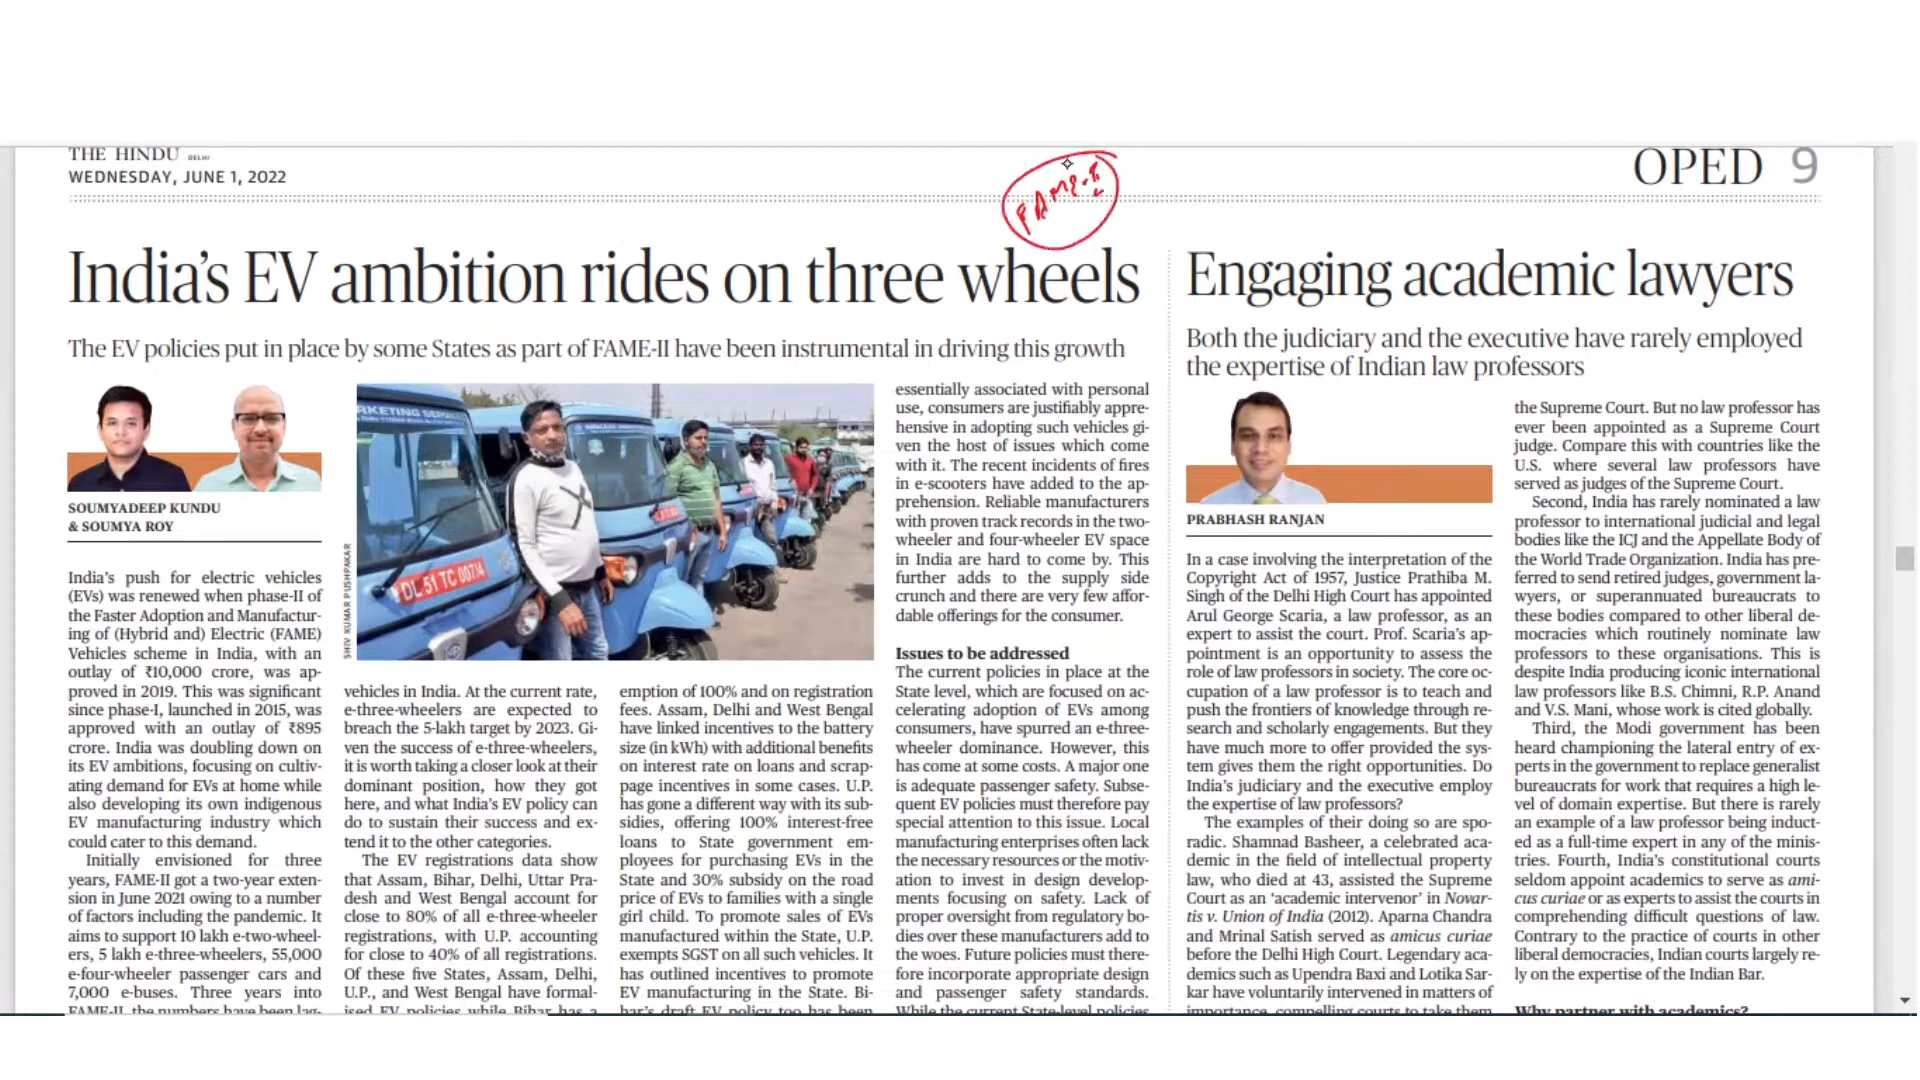 THE HINDU DELHI
WEDNESDAY, JUNE 1, 2022
FAME-II
OPED 9
India's EV ambition rides on three wheels
The EV policies put in place by some States as part of FAME-II have been instrumental in driving this growth
SOUMYADEEP KUNDU
& SOUMYA ROY
India's push for electric vehicles
(EVs) was renewed when phase-II of
the Faster Adoption and Manufactur-
ing of (Hybrid and) Electric (FAME)
Vehicles scheme in India, with an
outlay of ₹10,000 crore, was ap-
proved in 2019. This was significant
since phase-I, launched in 2015, was
approved with an outlay of ₹895
crore. India was doubling down on
its EV ambitions, focusing on cultiv-
ating demand for EVs at home while
also developing its own indigenous
EV manufacturing industry which
could cater to this demand.
Initially envisioned for three
years, FAME-II got a two-year exten-
sion in June 2021 owing to a number
of factors including the pandemic. It
aims to support 10 lakh e-two-wheel-
ers, 5 lakh e-three-wheelers, 55,000
e-four-wheeler passenger cars and
7,000 e-buses. Three years into
FAME-II, the numbers have been lag-
SHIV KUMAR PUSHPAKAR
RKETING SERV
DL 51 TC 0074
vehicles in India. At the current rate,
e-three-wheelers are expected to
breach the 5-lakh target by 2023. Gi-
ven the success of e-three-wheelers,
it is worth taking a closer look at their
dominant position, how they got
here, and what India's EV policy can
do to sustain their success and ex-
tend it to the other categories.
The EV registrations data show
that Assam, Bihar, Delhi, Uttar Pra-
desh and West Bengal account for
close to 80% of all e-three-wheeler
registrations, with U.P. accounting
for close to 40% of all registrations.
Of these five States, Assam, Delhi,
U.P., and West Bengal have formal-
ised EV policies while Bihar has a
emption of 100% and on registration
fees. Assam, Delhi and West Bengal
have linked incentives to the battery
size (in kWh) with additional benefits
on interest rate on loans and scrap-
page incentives in some cases. U.P.
has gone a different way with its sub-
sidies, offering 100% interest-free
loans to State government em-
ployees for purchasing EVs in the
State and 30% subsidy on the road
price of EVs to families with a single
girl child. To promote sales of EVs
manufactured within the State, U.P.
exempts SGST on all such vehicles. It
has outlined incentives to promote
EV manufacturing in the State. Bi-
har's draft EV policy too has been
essentially associated with personal
use, consumers are justifiably appre-
hensive in adopting such vehicles gi-
ven the host of issues which come
with it. The recent incidents of fires
in e-scooters have added to the ap-
prehension. Reliable manufacturers
with proven track records in the two-
wheeler and four-wheeler EV space
in India are hard to come by. This
further adds to the supply side
crunch and there are very few affor-
dable offerings for the consumer.
Issues to be addressed
The current policies in place at the
State level, which are focused on ac-
celerating adoption of EVs among
consumers, have spurred an e-three-
wheeler dominance. However, this
has come at some costs. A major one
is adequate passenger safety. Subse-
quent EV policies must therefore pay
special attention to this issue. Local
manufacturing enterprises often lack
the necessary resources or the motiv-
ation to invest in design develop-
ments focusing on safety. Lack of
proper oversight from regulatory bo-
dies over these manufacturers add to
the woes. Future policies must there-
fore incorporate appropriate design
and passenger safety standards.
While the current State-level policies
Engaging academic lawyers
Both the judiciary and the executive have rarely employed
the expertise of Indian law professors
PRABHASH RANJAN
In a case involving the interpretation of the
Copyright Act of 1957, Justice Prathiba M.
Singh of the Delhi High Court has appointed
Arul George Scaria, a law professor, as an
expert to assist the court. Prof. Scaria's ap-
pointment is an opportunity to assess the
role of law professors in society. The core oc-
cupation of a law professor is to teach and
push the frontiers of knowledge through re-
search and scholarly engagements. But they
have much more to offer provided the sys-
tem gives them the right opportunities. Do
India's judiciary and the executive employ
the expertise of law professors?
The examples of their doing so are spo-
radic. Shamnad Basheer, a celebrated aca-
demic in the field of intellectual property
law, who died at 43, assisted the Supreme
Court as an 'academic intervenor' in Novar-
tis v. Union of India (2012). Aparna Chandra
and Mrinal Satish served as amicus curiae
before the Delhi High Court. Legendary aca-
demics such as Upendra Baxi and Lotika Sar-
kar have voluntarily intervened in matters of
importance, compelling courts to take them
the Supreme Court. But no law professor has
ever been appointed as a Supreme Court
judge. Compare this with countries like the
U.S. where several law professors have
served as judges of the Supreme Court.
Second, India has rarely nominated a law
professor to international judicial and legal
bodies like the ICJ and the Appellate Body of
the World Trade Organization. India has pre-
ferred to send retired judges, government la-
wyers, or superannuated bureaucrats to
these bodies compared to other liberal de-
mocracies which routinely nominate law
professors to these organisations. This is
despite India producing iconic international
law professors like B.S. Chimni, R.P. Anand
and V.S. Mani, whose work is cited globally.
Third, the Modi government has been
heard championing the lateral entry of ex-
perts in the government to replace generalist
bureaucrats for work that requires a high le-
vel of domain expertise. But there is rarely
an example of a law professor being induct-
ed as a full-time expert in any of the minis-
tries. Fourth, India's constitutional courts
seldom appoint academics to serve as ami-
cus curiae or as experts to assist the courts in
comprehending difficult questions of law.
Contrary to the practice of courts in other
liberal democracies, Indian courts largely re-
ly on the expertise of the Indian Bar.
Why partner with academics?